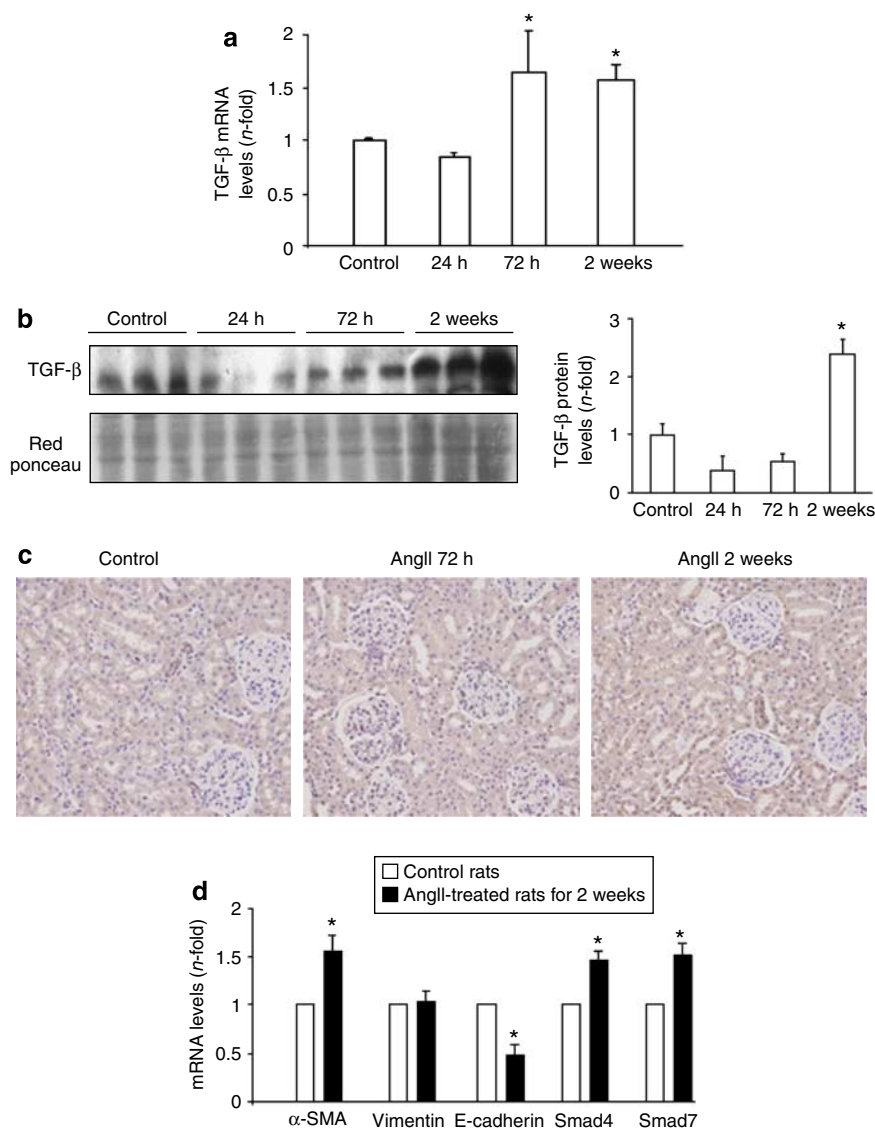 a
TGF-β mRNA
levels (n-fold)
2
1.5
1
0.5
0
*
*
Control 24 h 72 h 2 weeks
b
Control 24 h 72 h 2 weeks
TGF-β
Red
ponceau
TGF-β protein
levels (n-fold)
3
2
1
0
*
Control 24 h 72 h 2 weeks
c
Control AngII 72 h AngII 2 weeks
d
Control rats
AngII-treated rats for 2 weeks
mRNA levels (n-fold)
2
1.5
1
0.5
0
*
*
*
*
α-SMA Vimentin E-cadherin Smad4 Smad7